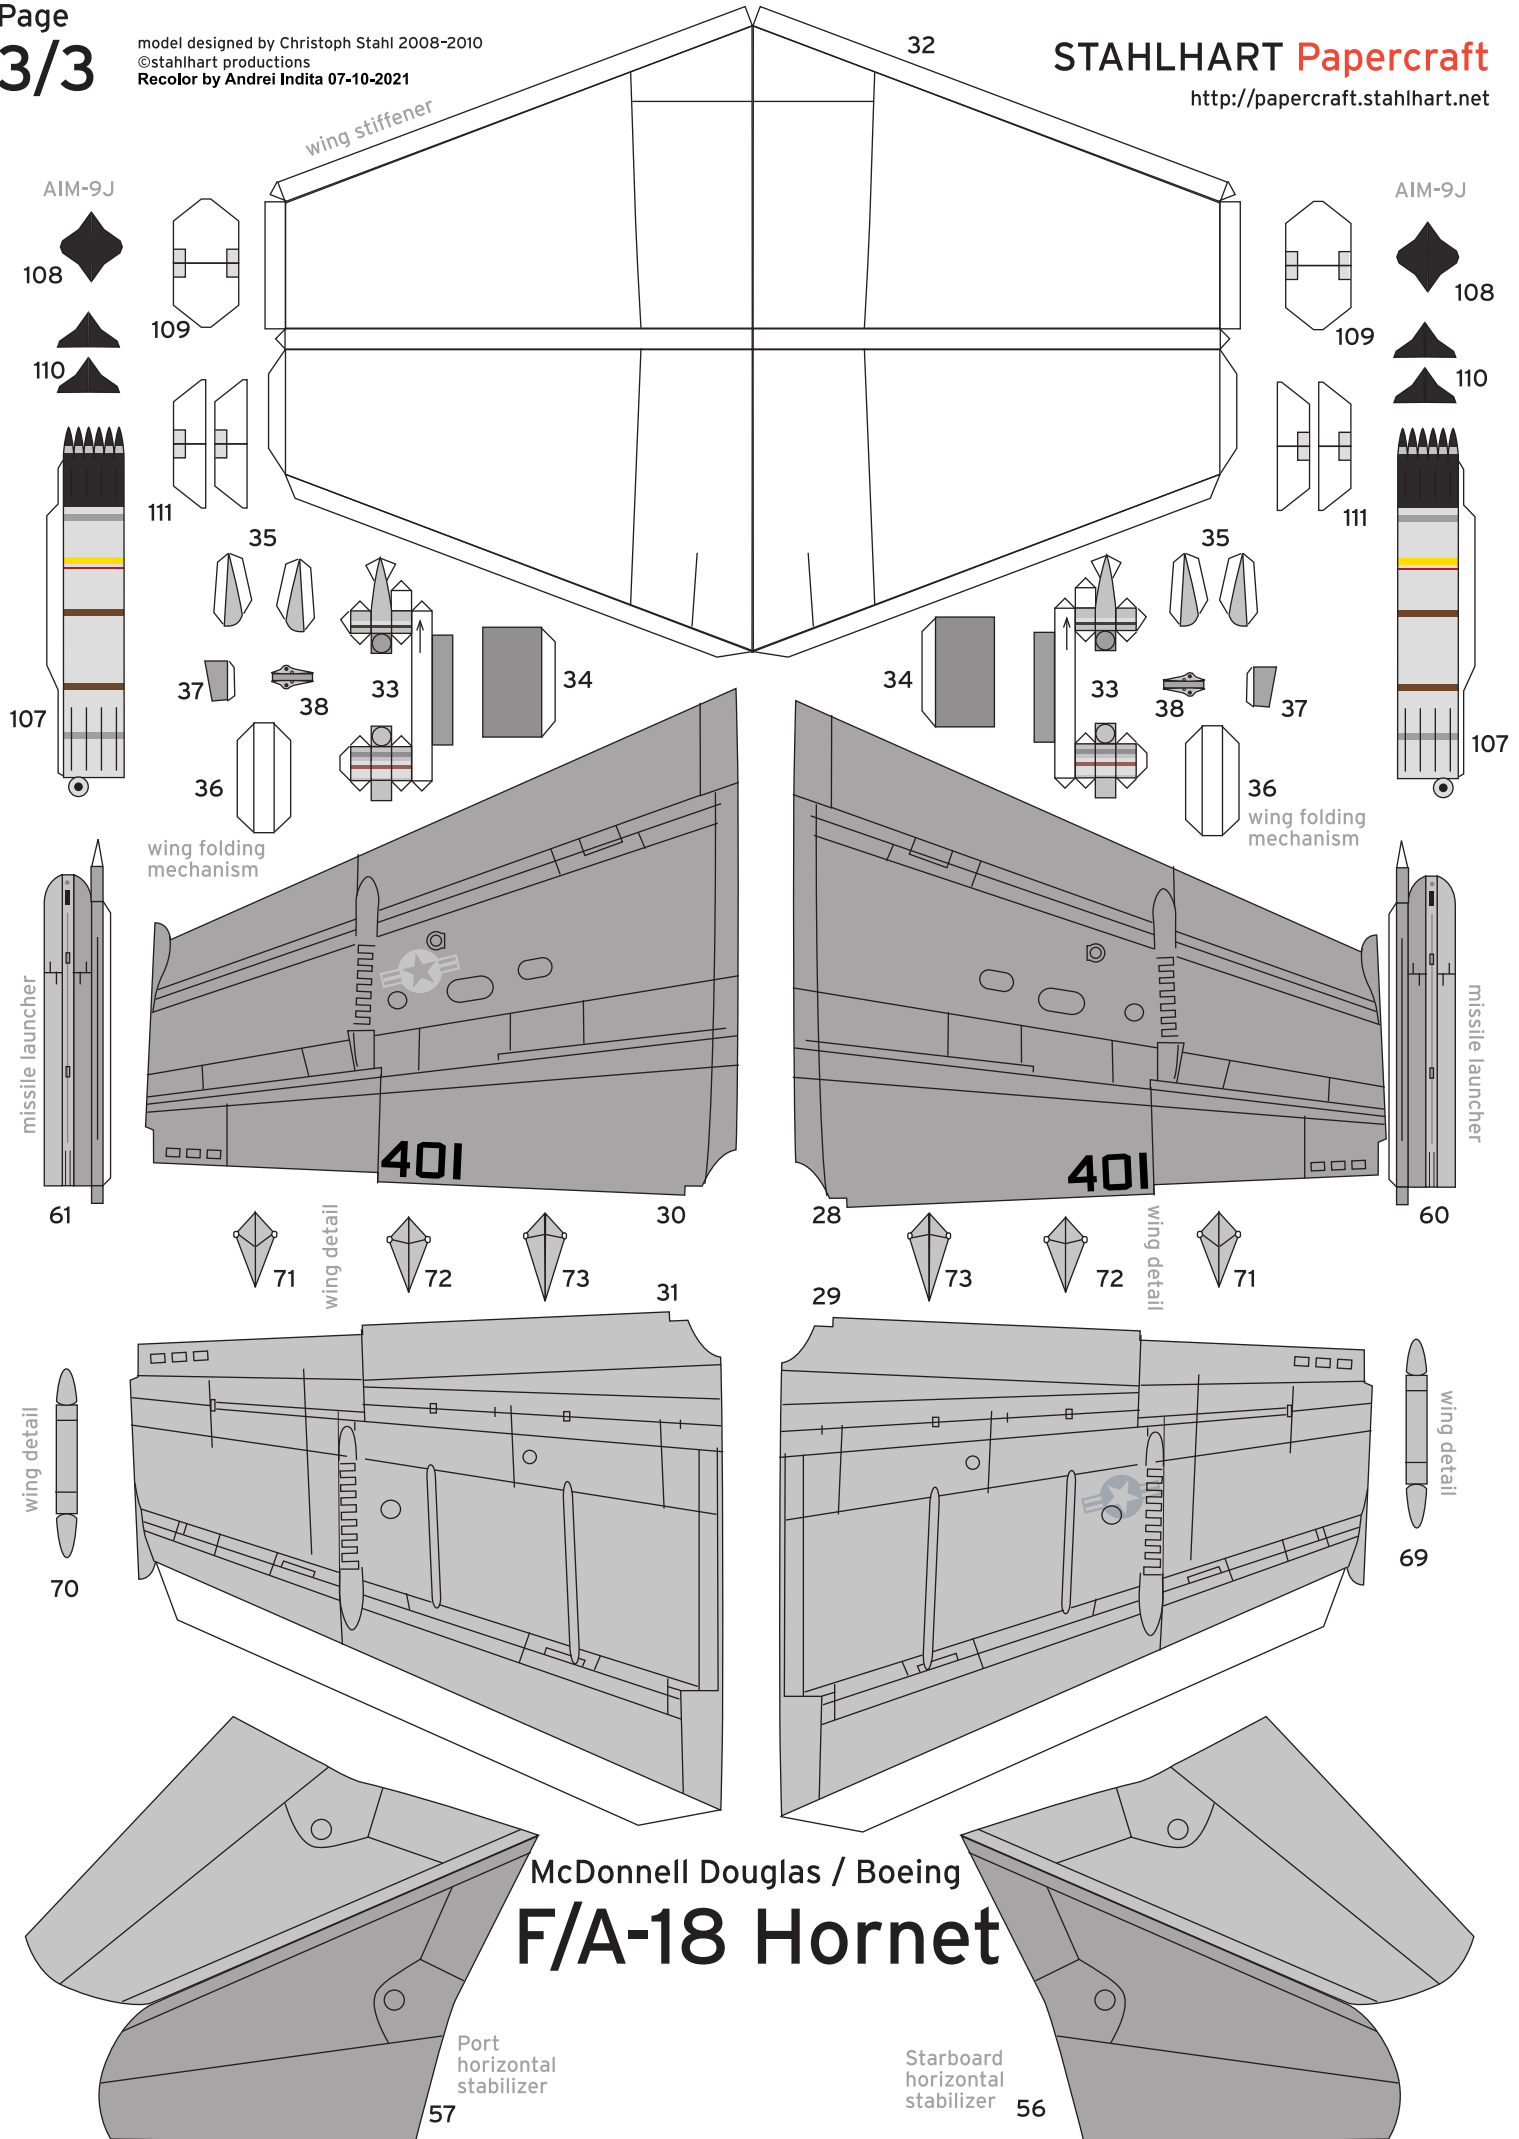 Page
3/3
model designed by Christoph Stahl 2008-2010
©stahlhart productions
Recolor by Andrei Indita 07-10-2021
STAHLHART Papercraft
http://papercraft.stahlhart.net
32
wing stiffener
AIM-9J
AIM-9J
108
109
110
111
107
108
109
110
111
107
35
37
38
33
34
36
wing folding
mechanism
35
34
33
38
37
36
wing folding
mechanism
missile launcher
61
401
30
401
28
missile launcher
60
71
wing detail
72
73
73
72
wing detail
71
31
29
wing detail
70
wing detail
69
McDonnell Douglas / Boeing
F/A-18 Hornet
Port
horizontal
stabilizer
57
Starboard
horizontal
stabilizer
56